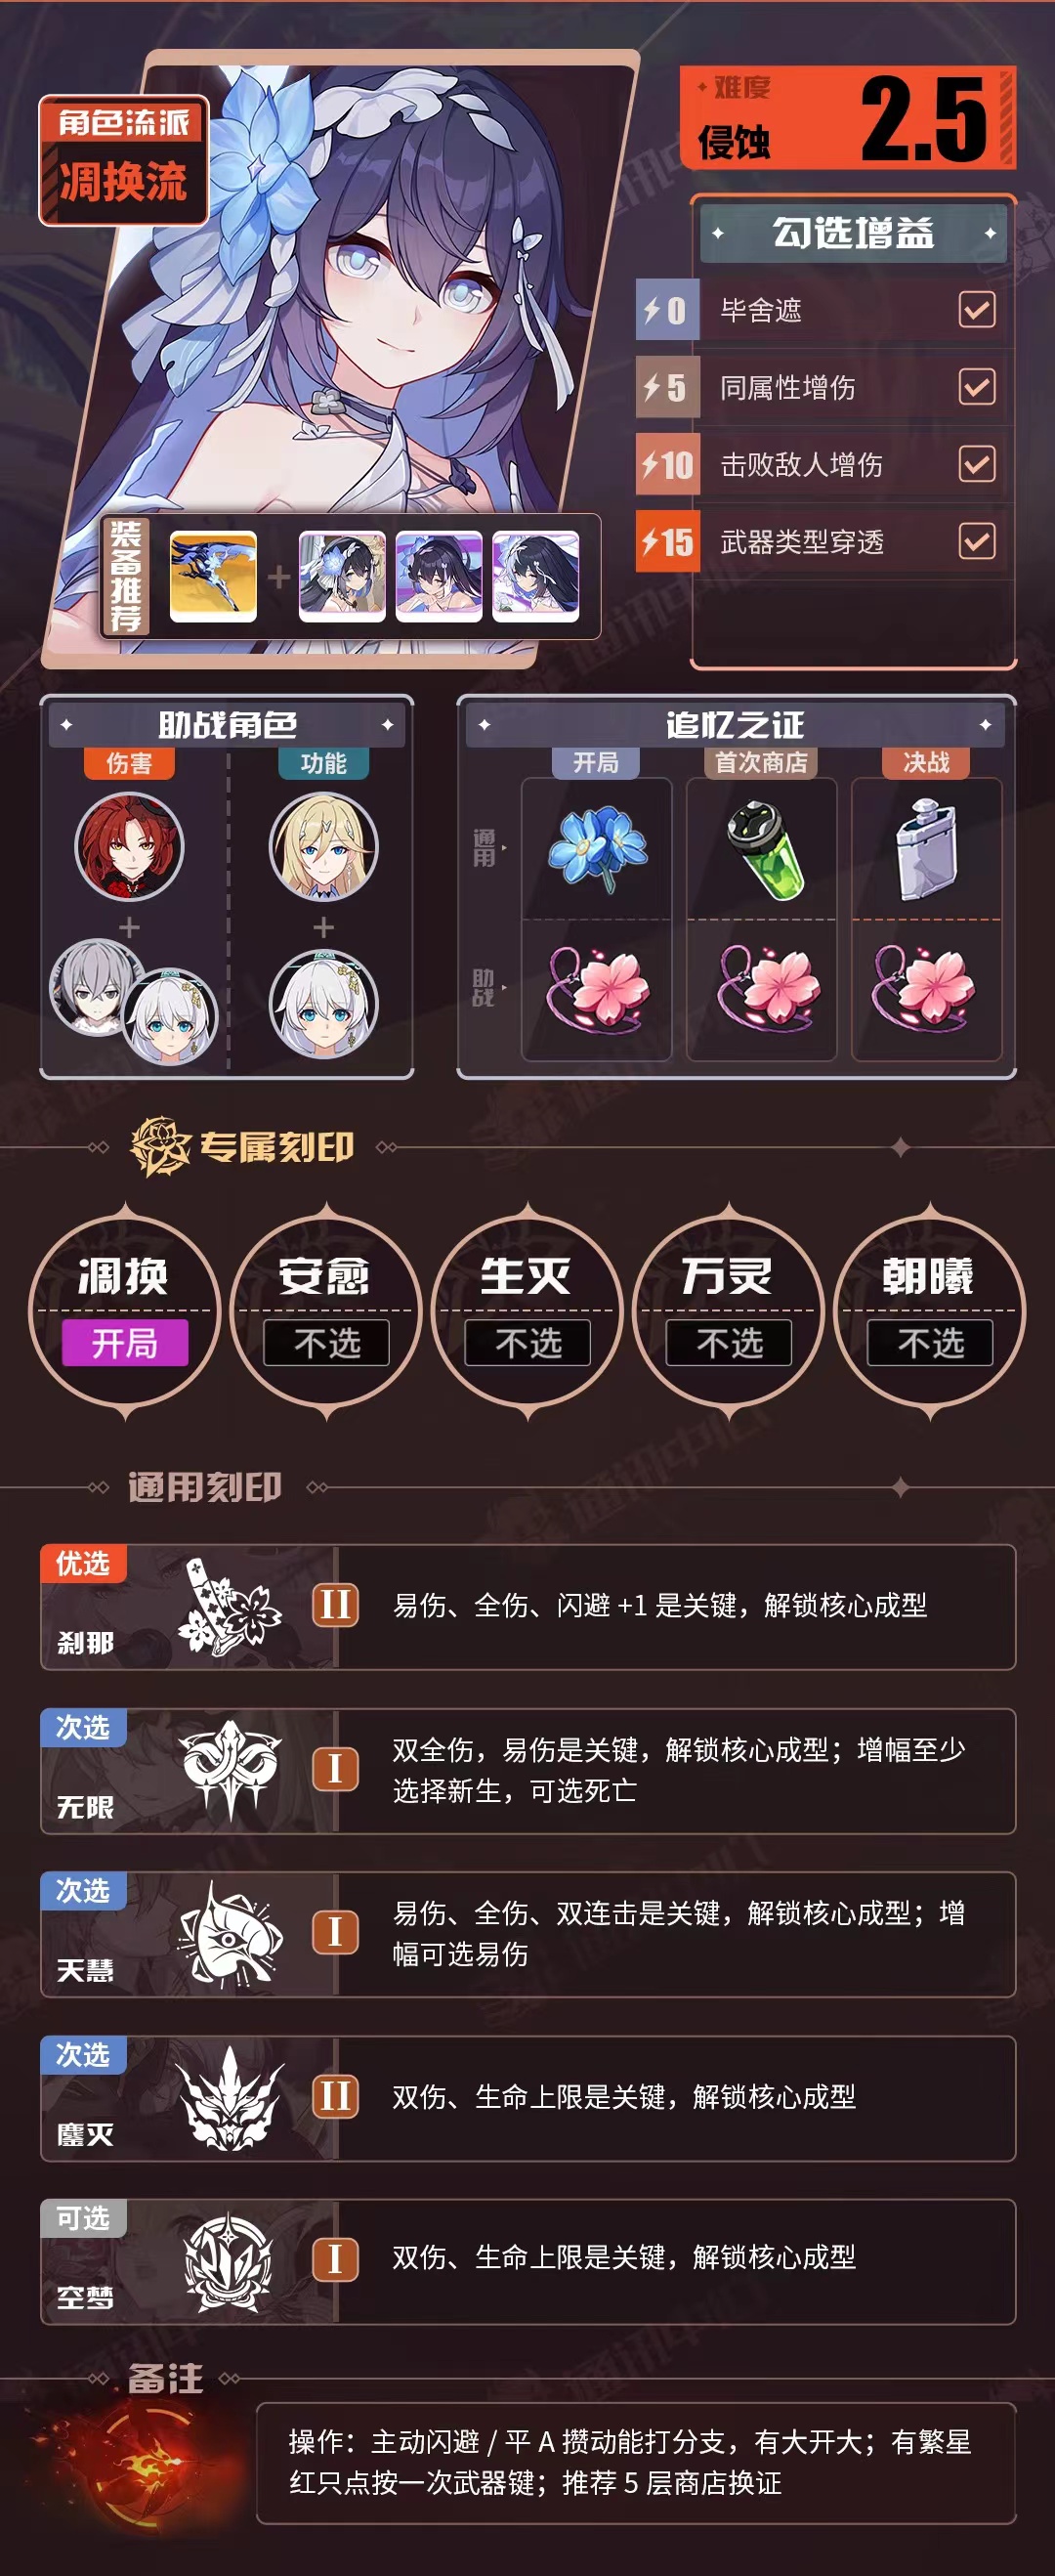 角色流派
凋换流
难度
侵蚀
2.5
勾选增益
0
毕舍遮
5
同属性增伤
10
击败敌人增伤
15
武器类型穿透
装备推荐
助战角色
伤害
功能
追忆之证
开局
首次商店
决战
通用
助战
专属刻印
凋换
开局
安愈
不选
生灭
不选
万灵
不选
朝曦
不选
通用刻印
优选
刹那
II
易伤、全伤、闪避 +1 是关键，解锁核心成型
次选
无限
I
双全伤，易伤是关键，解锁核心成型；增幅至少
选择新生，可选死亡
次选
天慧
I
易伤、全伤、双连击是关键，解锁核心成型；增
幅可选易伤
次选
鏖灭
II
双伤、生命上限是关键，解锁核心成型
可选
空梦
I
双伤、生命上限是关键，解锁核心成型
备注
操作：主动闪避 / 平 A 攒动能打分支，有大开大；有繁星
红只点按一次武器键；推荐 5 层商店换证